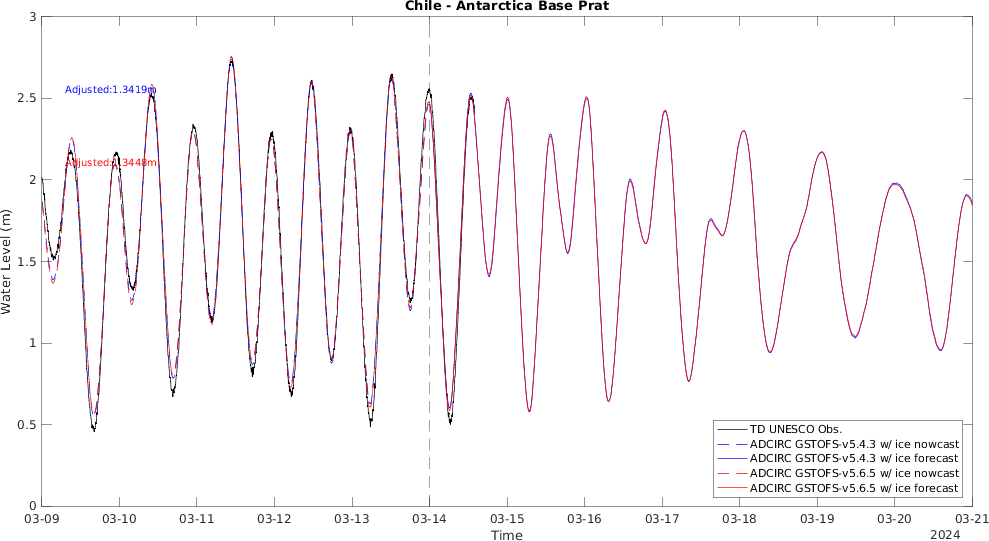 Chile - Antarctica Base Prat
Water Level (m)
3
2.5
2
1.5
1
0.5
0
Adjusted:1.3419m
Adjusted:1.3448m
TD UNESCO Obs.
ADCIRC GSTOFS-v5.4.3 w/ ice nowcast
ADCIRC GSTOFS-v5.4.3 w/ ice forecast
ADCIRC GSTOFS-v5.6.5 w/ ice nowcast
ADCIRC GSTOFS-v5.6.5 w/ ice forecast
03-09 03-10 03-11 03-12 03-13 03-14 03-15 03-16 03-17 03-18 03-19 03-20 03-21
Time
2024